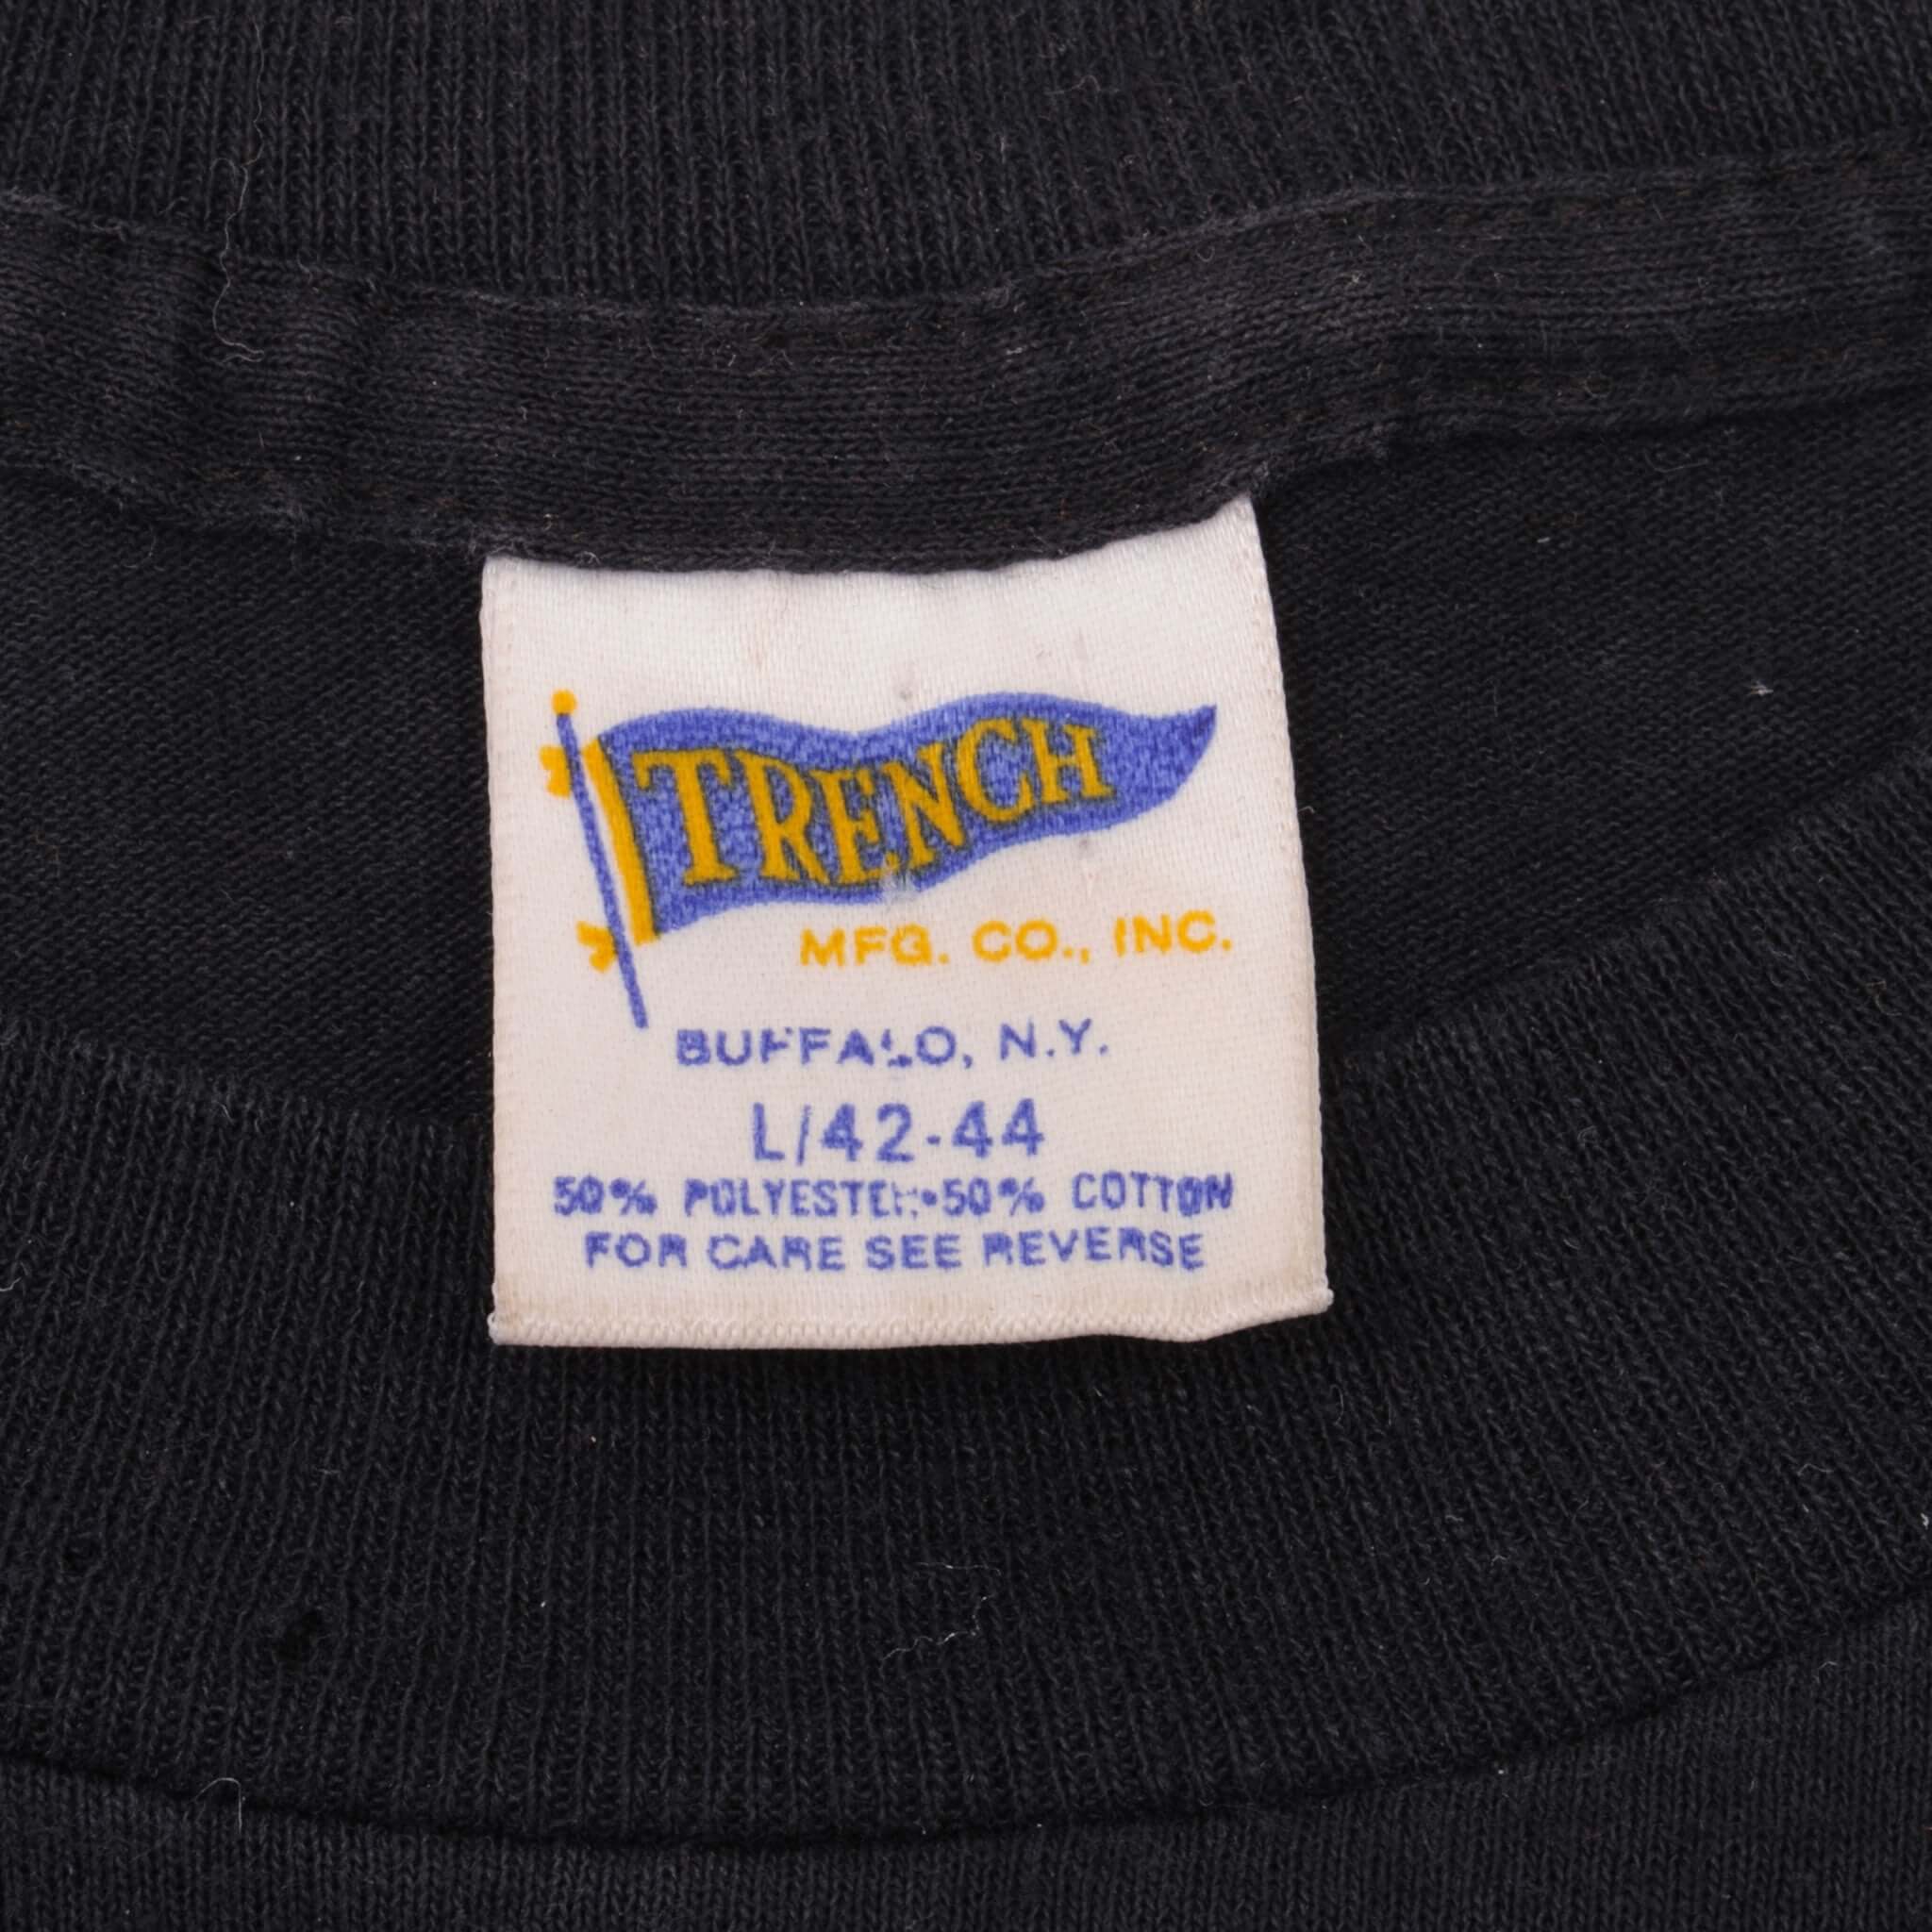 TRENCH
MFG. CO., INC.
BUFFALO, N.Y.
L/42-44
50% POLYESTER•50% COTTON
FOR CARE SEE REVERSE